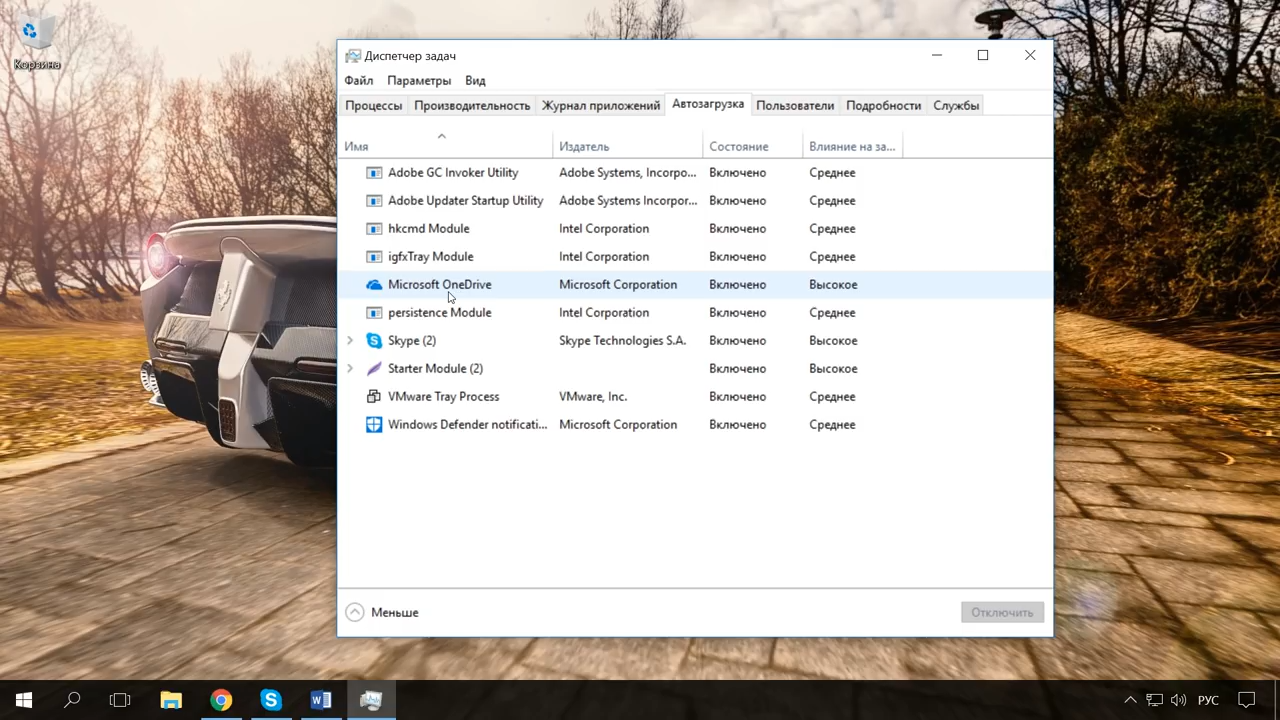 Корзина
Диспетчер задач
Файл Параметры Вид
Процессы Производительность Журнал приложений Автозагрузка Пользователи Подробности Службы
Имя Издатель Состояние Влияние на за...
Adobe GC Invoker Utility Adobe Systems, Incorpo... Включено Среднее
Adobe Updater Startup Utility Adobe Systems Incorpor... Включено Среднее
hkcmd Module Intel Corporation Включено Среднее
igfxTray Module Intel Corporation Включено Среднее
Microsoft OneDrive Microsoft Corporation Включено Высокое
persistence Module Intel Corporation Включено Среднее
Skype (2) Skype Technologies S.A. Включено Высокое
Starter Module (2) Включено Высокое
VMware Tray Process VMware, Inc. Включено Среднее
Windows Defender notificati... Microsoft Corporation Включено Среднее
Меньше Отключить
РУС